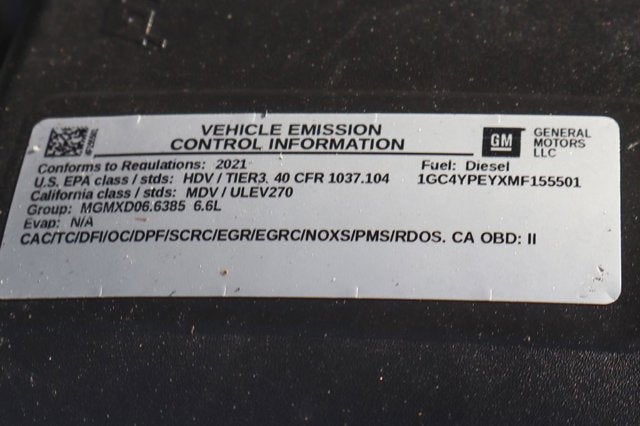 VEHICLE EMISSION
CONTROL INFORMATION
GM
GENERAL
MOTORS
LLC
Conforms to Regulations: 2021
Fuel: Diesel
U.S. EPA class / stds: HDV / TIER3. 40 CFR 1037.104
1GC4YPEYXMF155501
California class / stds: MDV / ULEV270
Group: MGMXD06.6385 6.6L
Evap: N/A
CAC/TC/DFI/OC/DPF/SCRC/EGR/EGRC/NOXS/PMS/RDOS. CA OBD: II